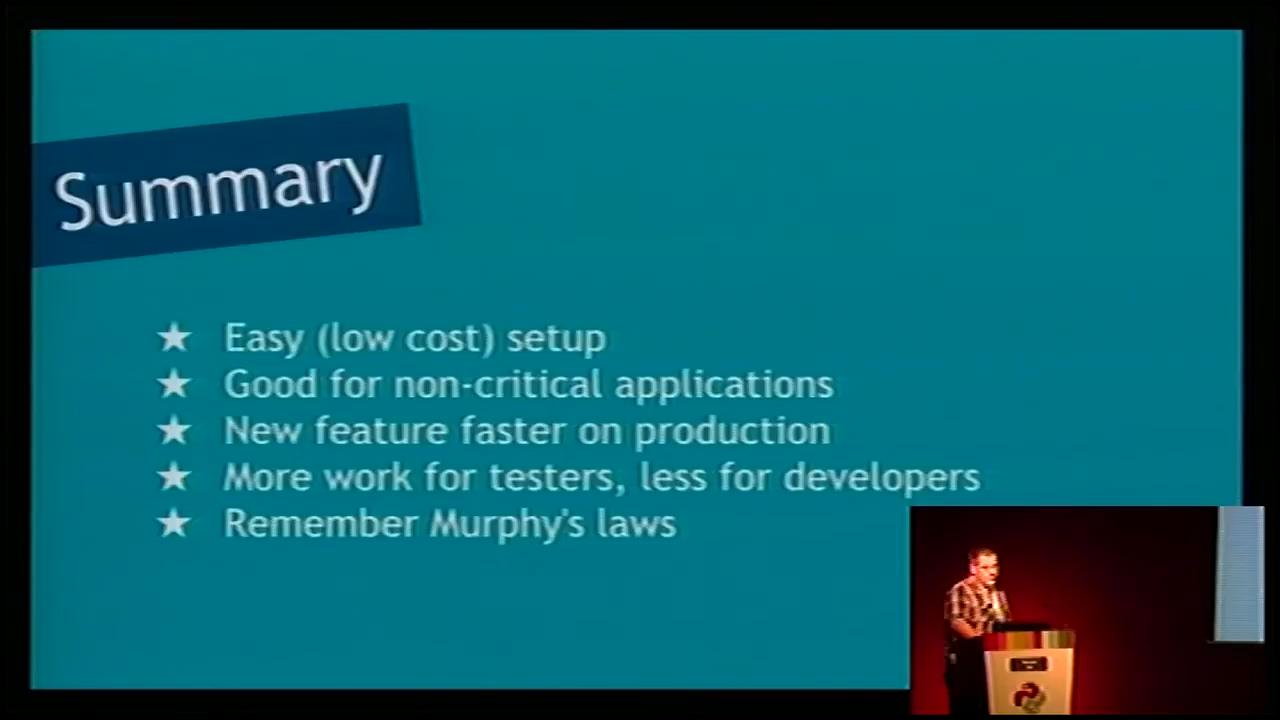 Summary
★ Easy (low cost) setup
★ Good for non-critical applications
★ New feature faster on production
★ More work for testers, less for developers
★ Remember Murphy's laws